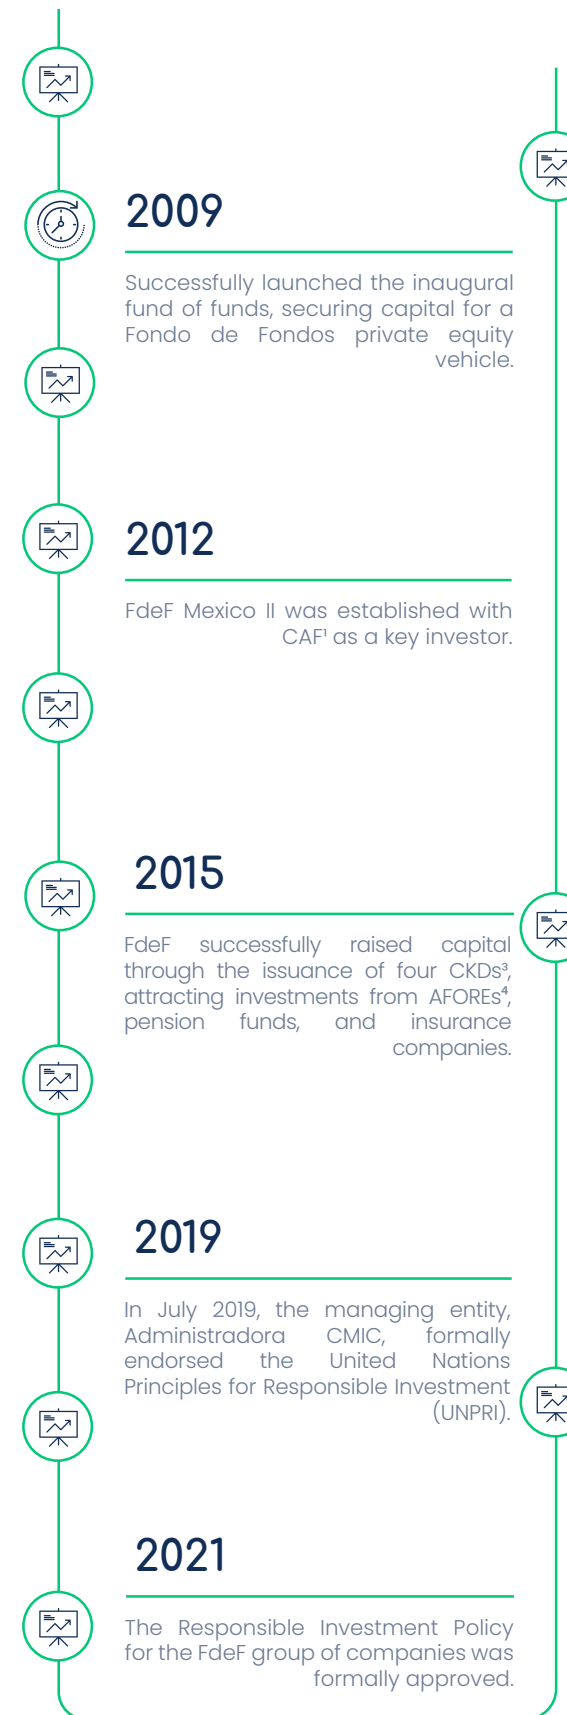 2009
Successfully launched the inaugural
fund of funds, securing capital for a
Fondo de Fondos private equity
vehicle.
2012
FdeF Mexico II was established with
CAF¹ as a key investor.
2015
FdeF successfully raised capital
through the issuance of four CKDs³,
attracting investments from AFOREs⁴,
pension funds, and insurance
companies.
2019
In July 2019, the managing entity,
Administradora CMIC, formally
endorsed the United Nations
Principles for Responsible Investment
(UNPRI).
2021
The Responsible Investment Policy
for the FdeF group of companies was
formally approved.